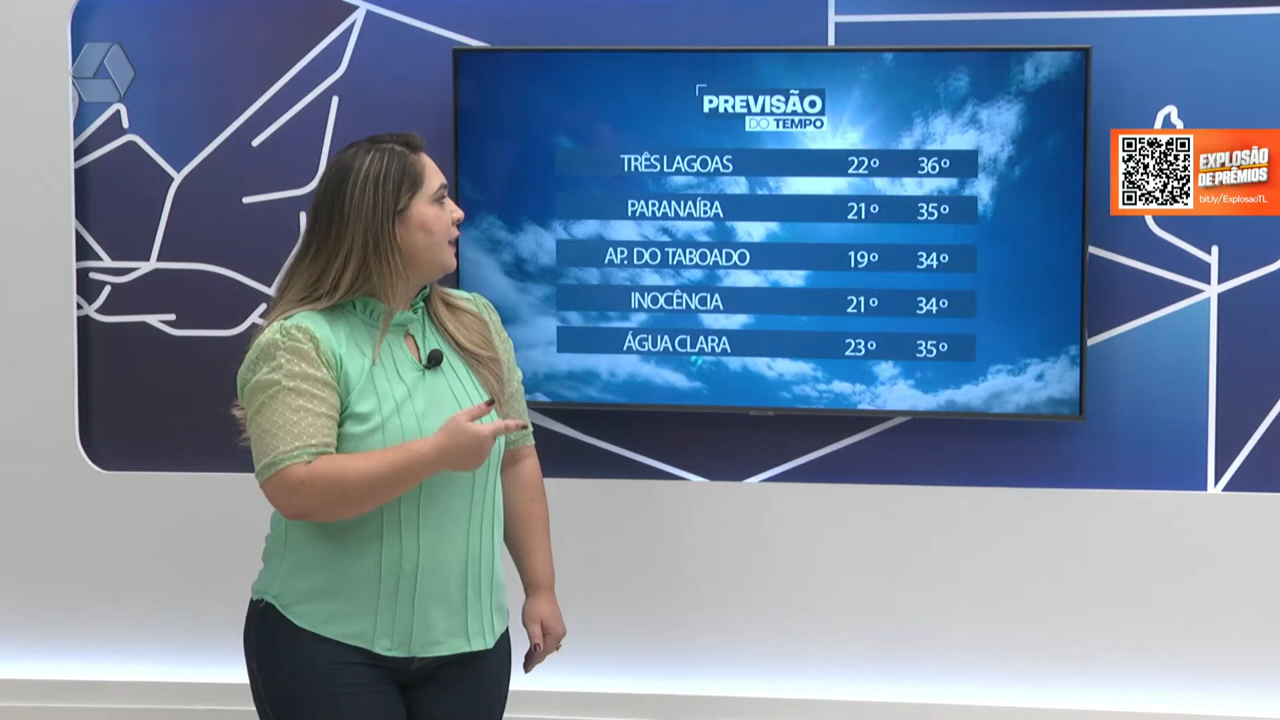 PREVISÃO
DO TEMPO
TRÊS LAGOAS 22º 36º
PARANAÍBA 21º 35º
AP. DO TABOADO 19º 34º
INOCÊNCIA 21º 34º
ÁGUA CLARA 23º 35º
EXPLOSÃO
DE PRÊMIOS
bit.ly/ExplosaoTL